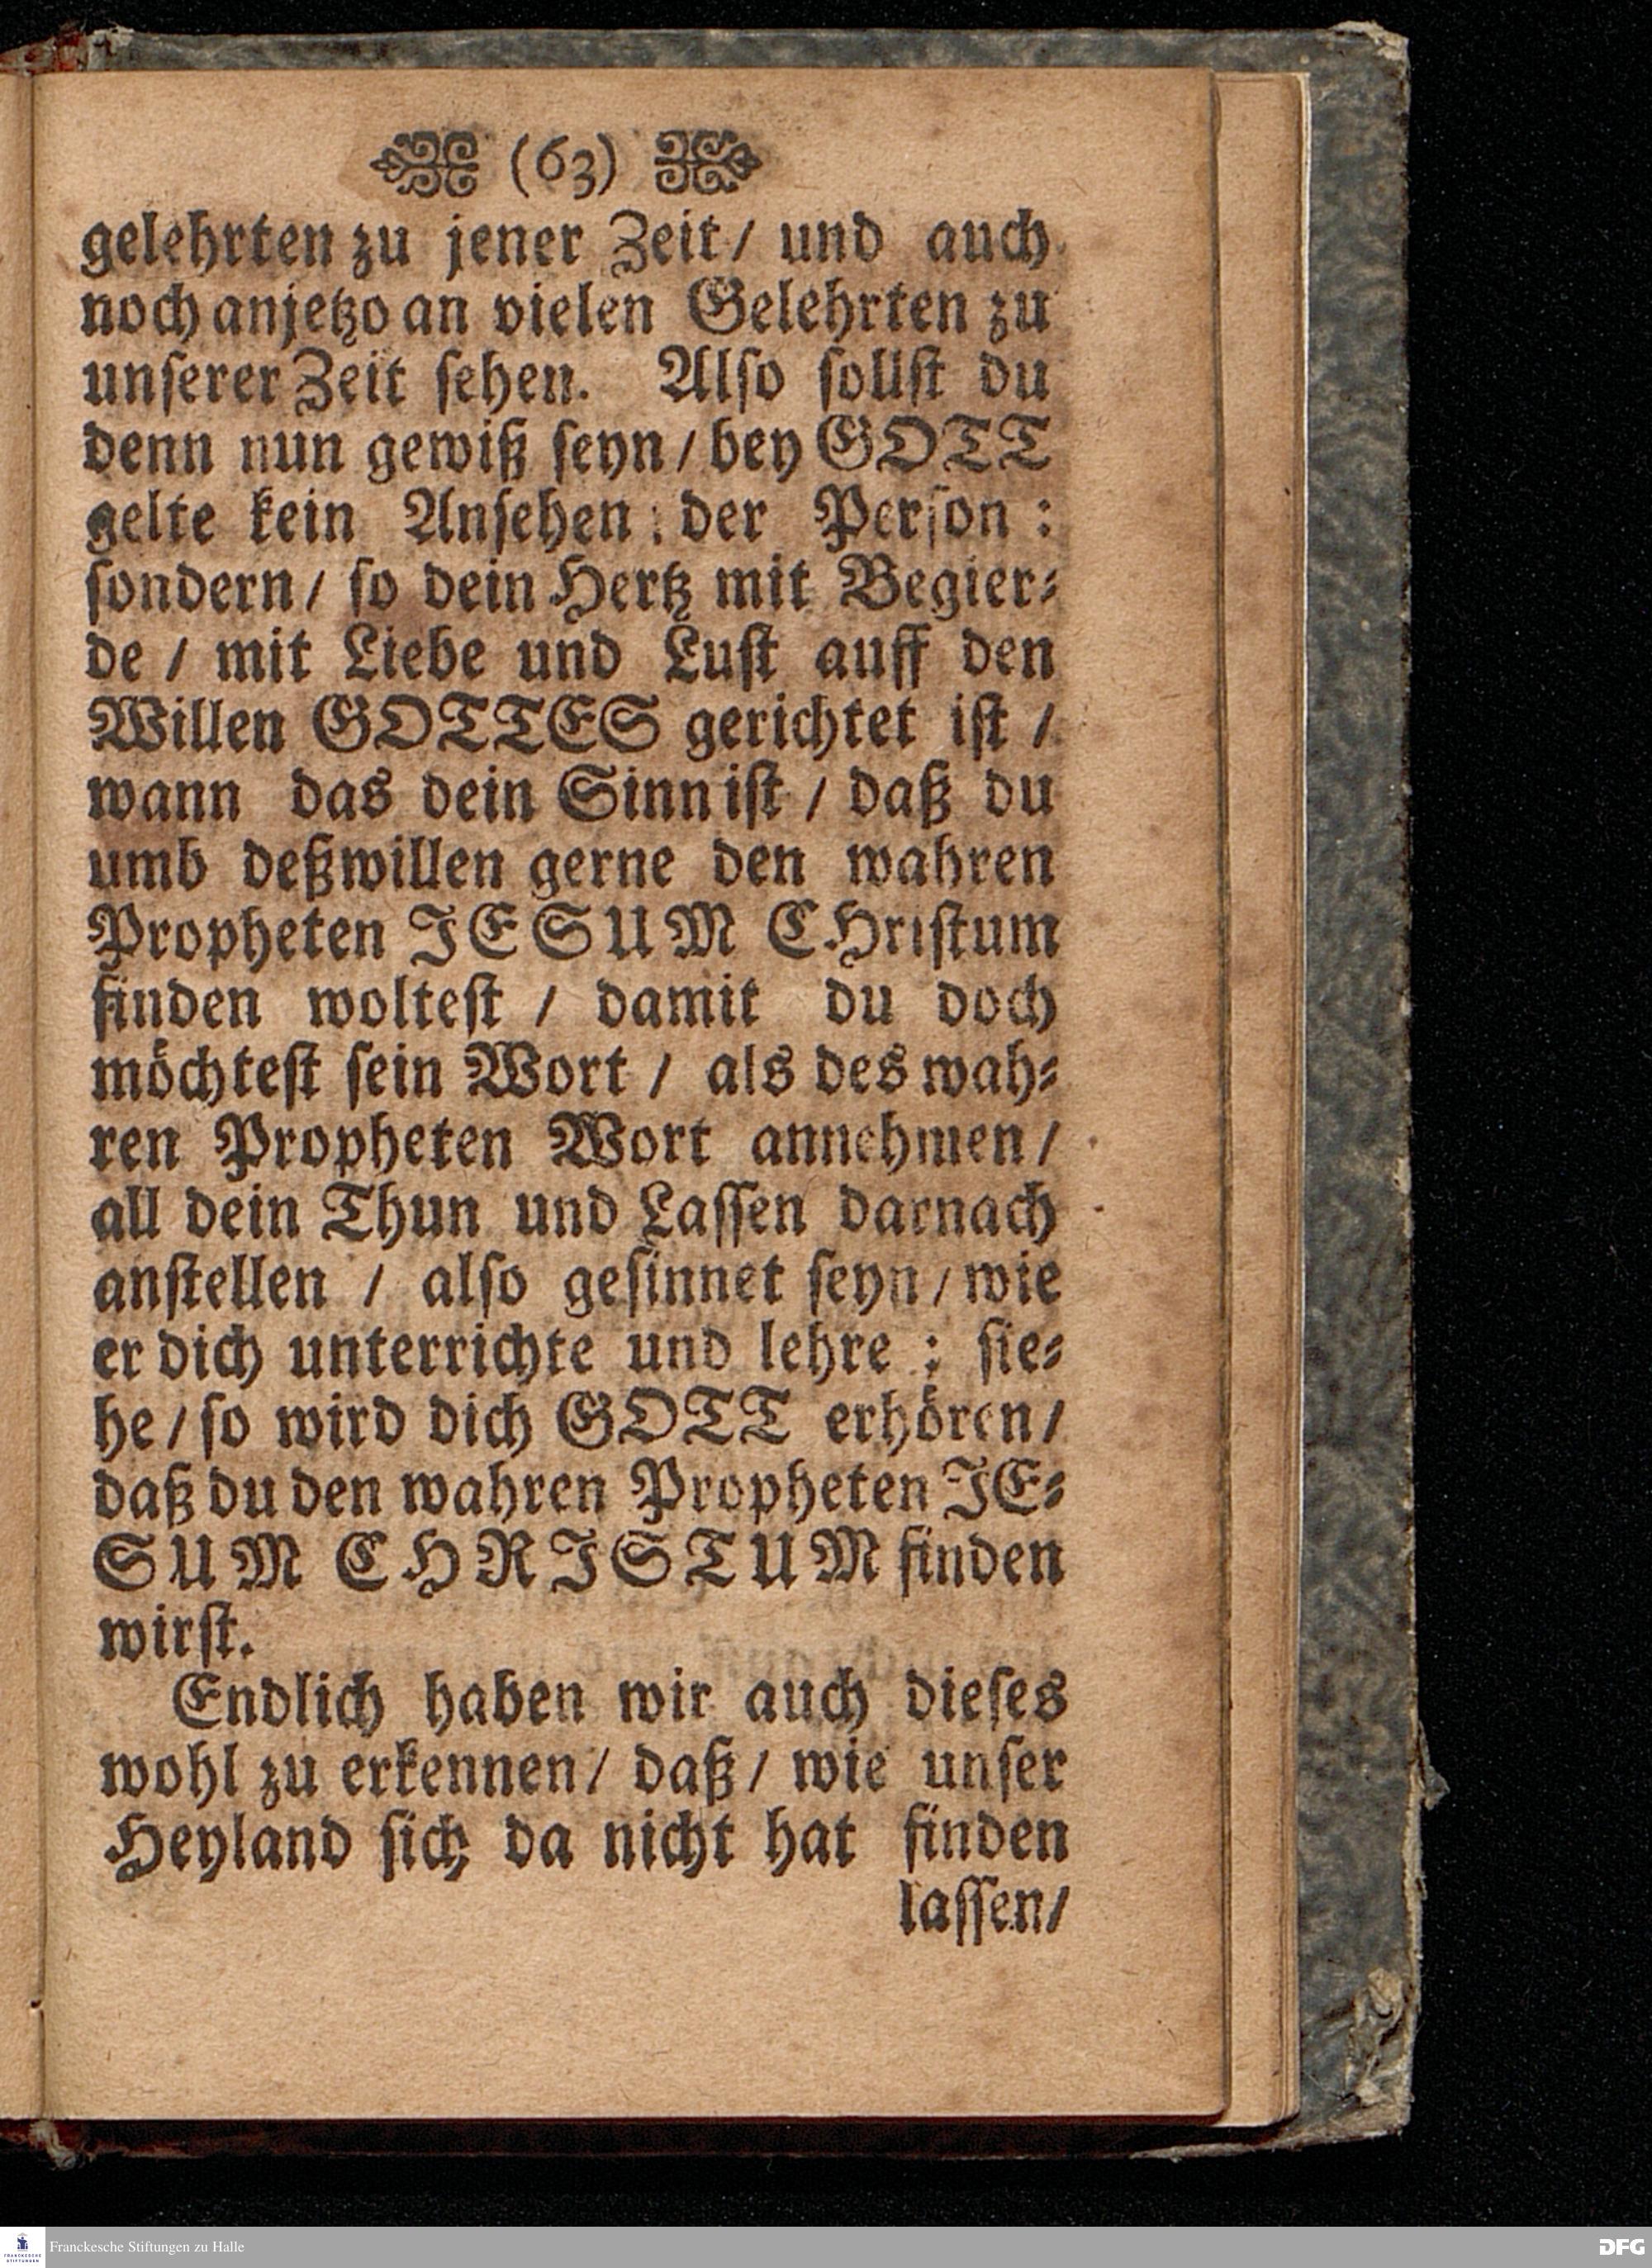 (63)
gelehrten zu jener Zeit / und auch
noch anjetzo an vielen Gelehrten zu
unſerer Zeit ſehen. Alſo ſollſt du
denn nun gewiß ſeyn / bey GOTT
gelte kein Anſehen der Perſon :
ſondern / ſo dein Hertz mit Begier⸗
de / mit Liebe und Luſt auff den
Willen GOTTES gerichtet iſt /
wann das dein Sinn iſt / daß du
umb deßwillen gerne den wahren
Propheten JESUM CHriſtum
finden wolteſt / damit du doch
möchteſt ſein Wort / als des wah⸗
ren Propheten Wort annehmen /
all dein Thun und Laſſen darnach
anſtellen / alſo geſinnet ſeyn / wie
er dich unterrichte und lehre : ſie⸗
he / ſo wird dich GOTT erhören /
daß du den wahren Propheten JE⸗
SUM CHRISTUM finden
wirſt.
Endlich haben wir auch dieſes
wohl zu erkennen / daß / wie unſer
Heyland ſich da nicht hat finden
laſſen /
FRANCKESCHE STIFTUNGEN
Franckesche Stiftungen zu Halle
DFG